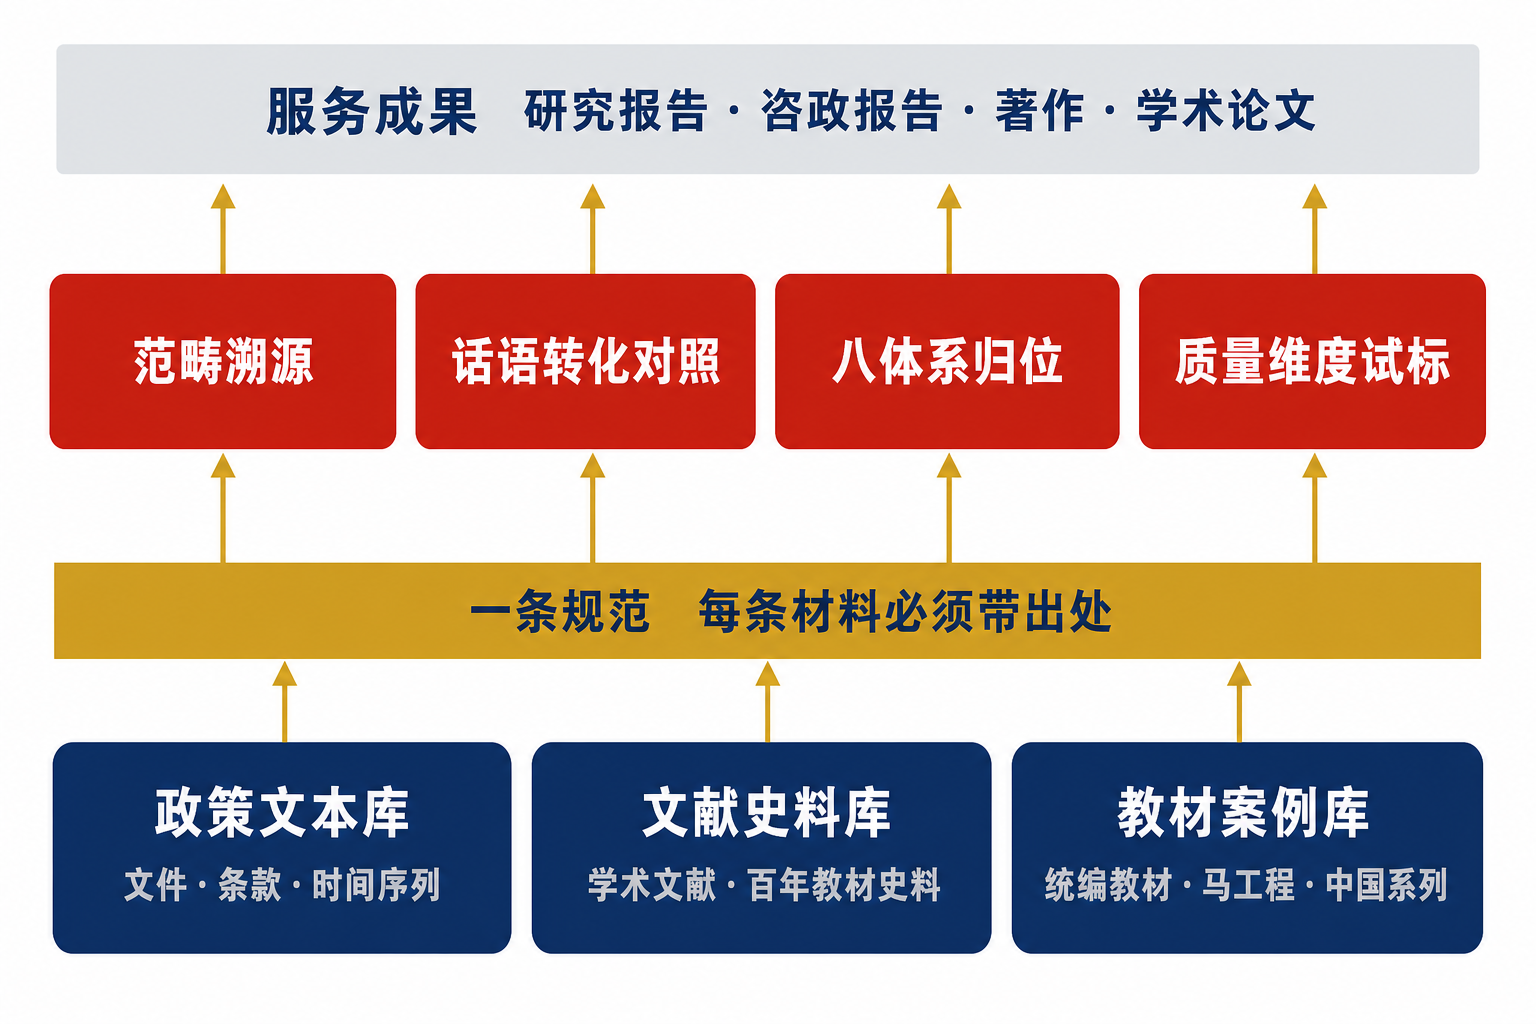 服务成果 研究报告 · 咨政报告 · 著作 · 学术论文
范畴溯源
话语转化对照
八体系归位
质量维度试标
一条规范 每条材料必须带出处
政策文本库
文件 · 条款 · 时间序列
文献史料库
学术文献 · 百年教材史料
教材案例库
统编教材 · 马工程 · 中国系列